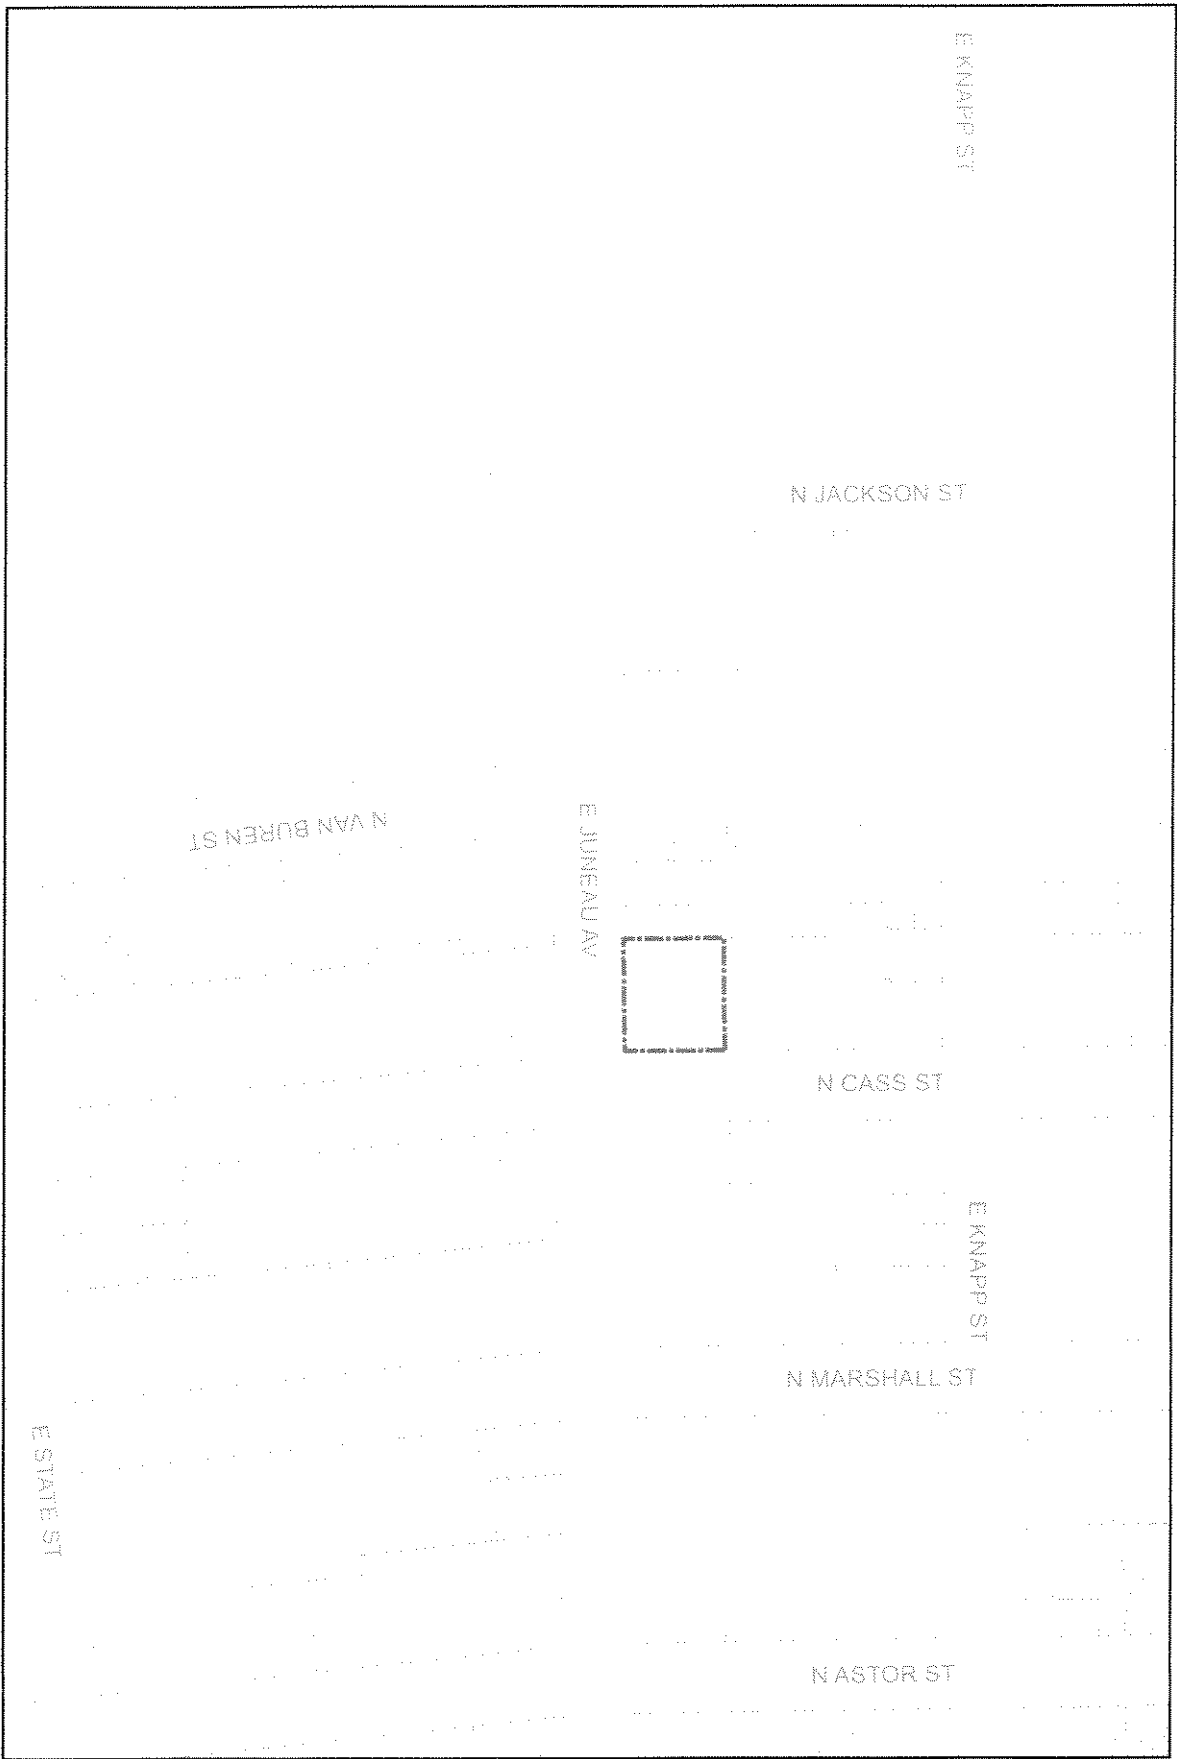 E KNAPP ST
N JACKSON ST
N VAN BUREN ST
E JUNEAU AV
N CASS ST
E KNAPP ST
N MARSHALL ST
E STATE ST
N ASTOR ST